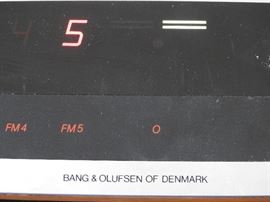 5
FM4 FM5 O
BANG & OLUFSEN OF DENMARK